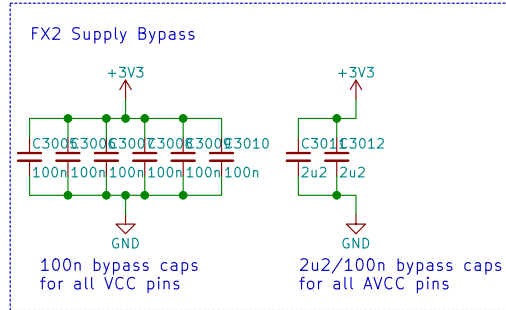 FX2 Supply Bypass
+3V3 +3V3
C3005 C3006 C3007 C3008 C3009 C3010 C3011 C3012
100n 100n 100n 100n 100n 100n 2u2 2u2
GND GND
100n bypass caps 2u2/100n bypass caps
for all VCC pins for all AVCC pins